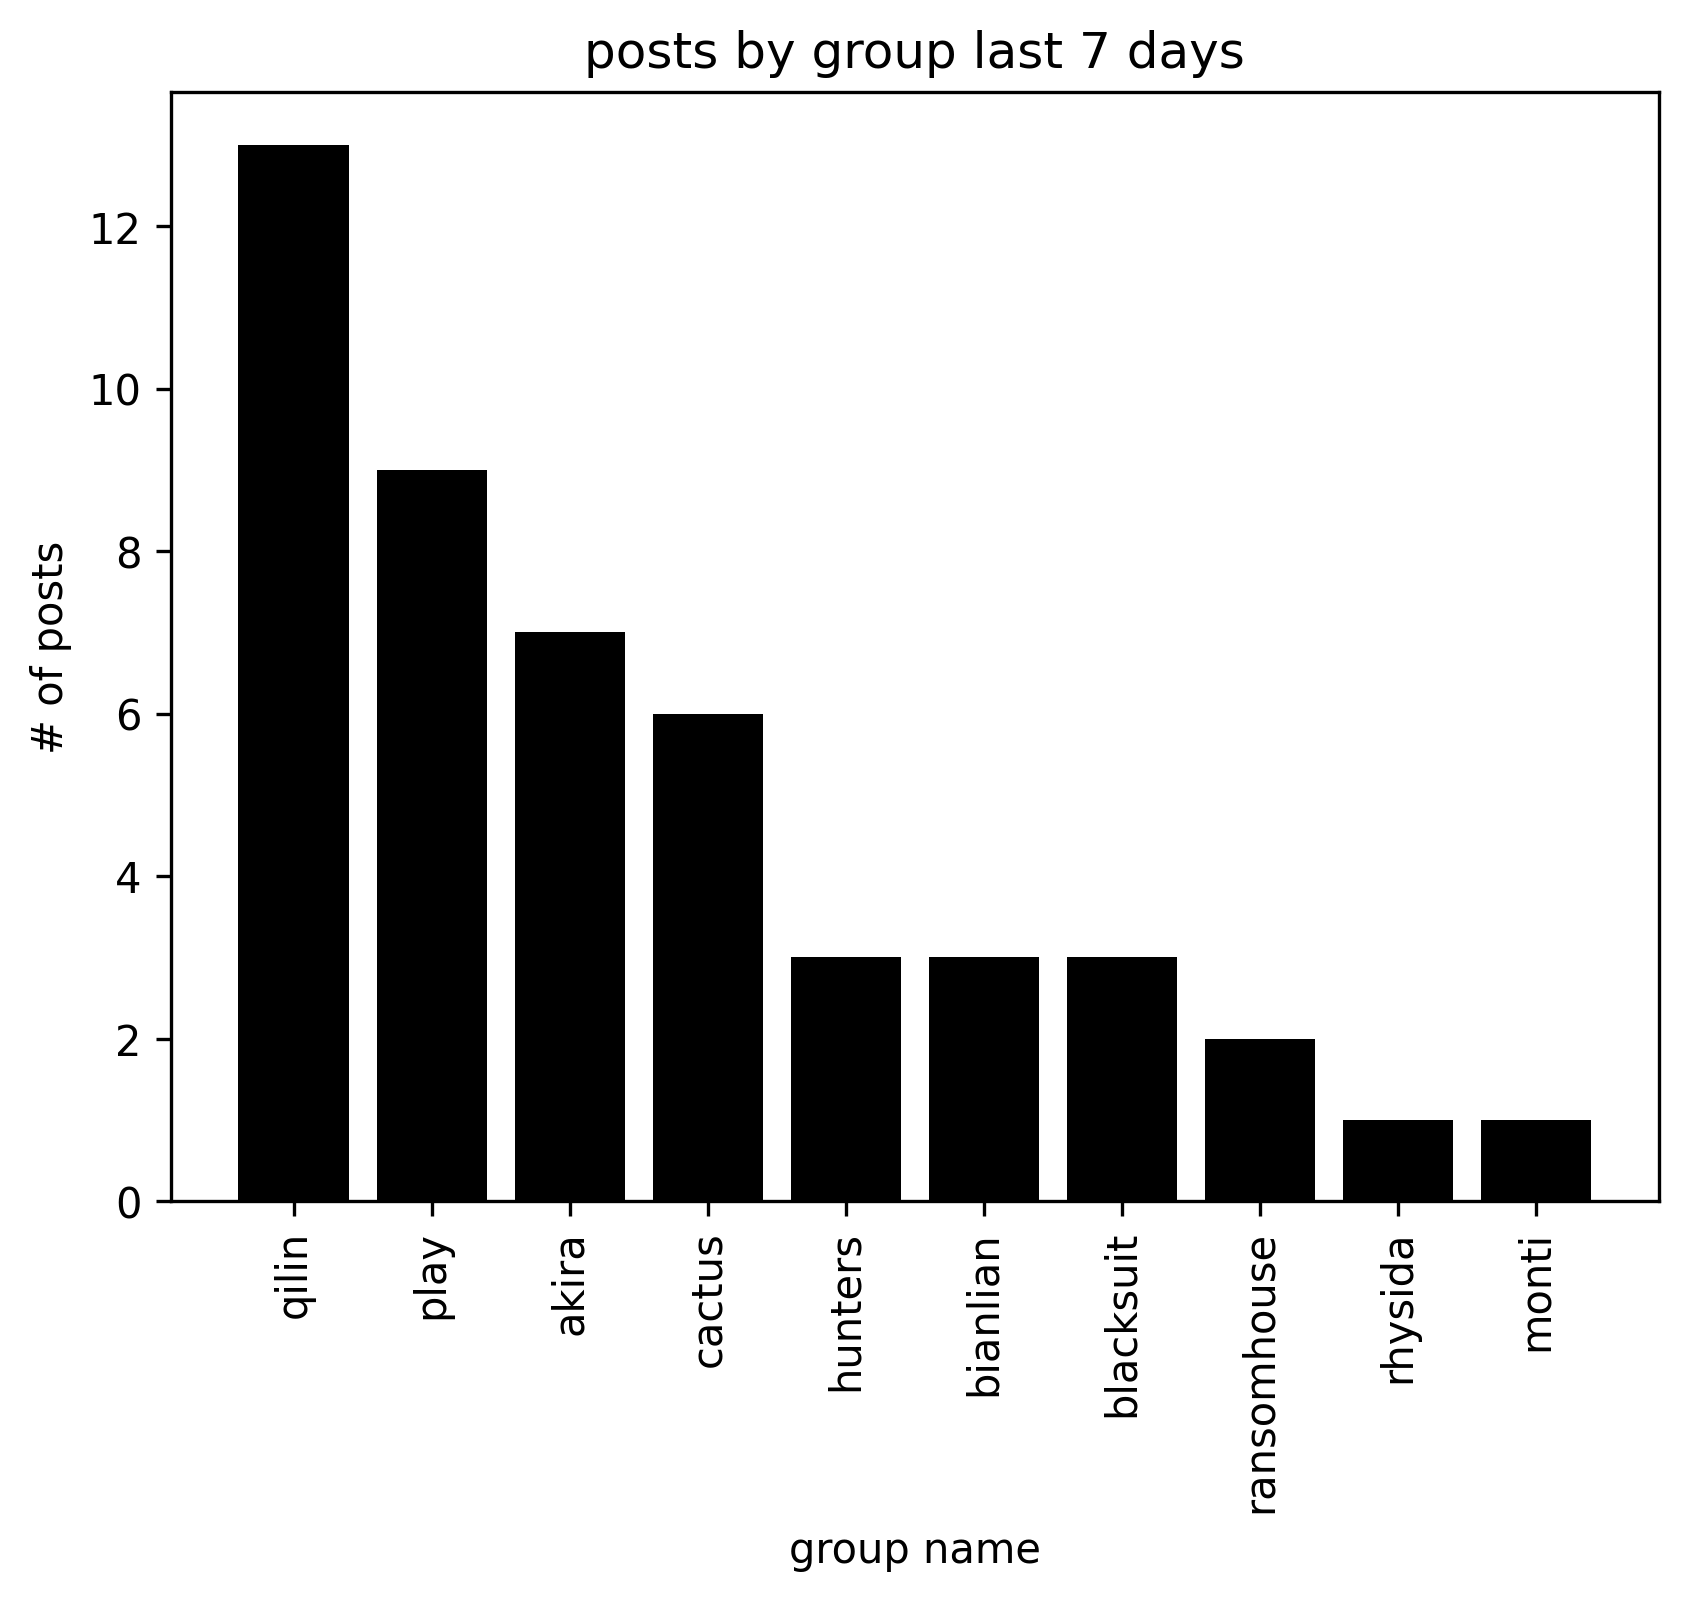 posts by group last 7 days
# of posts
12
10
8
6
4
2
0
qilin
play
akira
cactus
hunters
bianlian
blacksuit
ransomhouse
rhysida
monti
group name